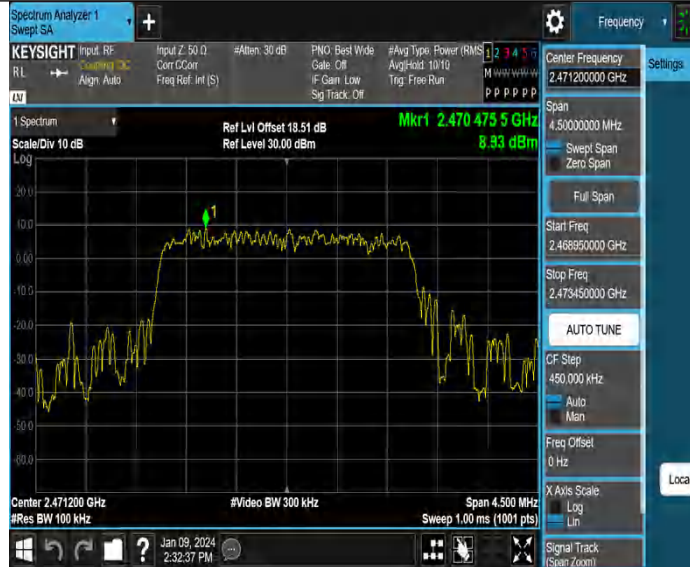 Spectrum Analyzer 1
Swept SA
+
Frequency
KEYSIGHT
RL
LXI
Input: RF
Coupling: DC
Align: Auto
Input Z: 50 Ω
Corr CCorr
Freq Ref: Int (S)
#Atten: 30 dB
PNO: Best Wide
Gate: Off
IF Gain: Low
Sig Track: Off
#Avg Type: Power (RMS
Avg|Hold: 10/10
Trig: Free Run
1 2 3 4 5 6
M W W W W W
P P P P P P
1 Spectrum
Scale/Div 10 dB
Log
Ref Lvl Offset 18.51 dB
Ref Level 30.00 dBm
Mkr1 2.470 475 5 GHz
8.93 dBm
1
20.0
10.0
0.00
-10.0
-20.0
-30.0
-40.0
-50.0
-60.0
Center 2.471200 GHz
#Res BW 100 kHz
#Video BW 300 kHz
Span 4.500 MHz
Sweep 1.00 ms (1001 pts)
Center Frequency
2.471200000 GHz
Span
4.50000000 MHz
Swept Span
Zero Span
Full Span
Start Freq
2.468950000 GHz
Stop Freq
2.473450000 GHz
AUTO TUNE
CF Step
450.000 kHz
Auto
Man
Freq Offset
0 Hz
X Axis Scale
Log
Lin
Signal Track
(Span Zoom)
Settings
Loca
?
Jan 09, 2024
2:32:37 PM